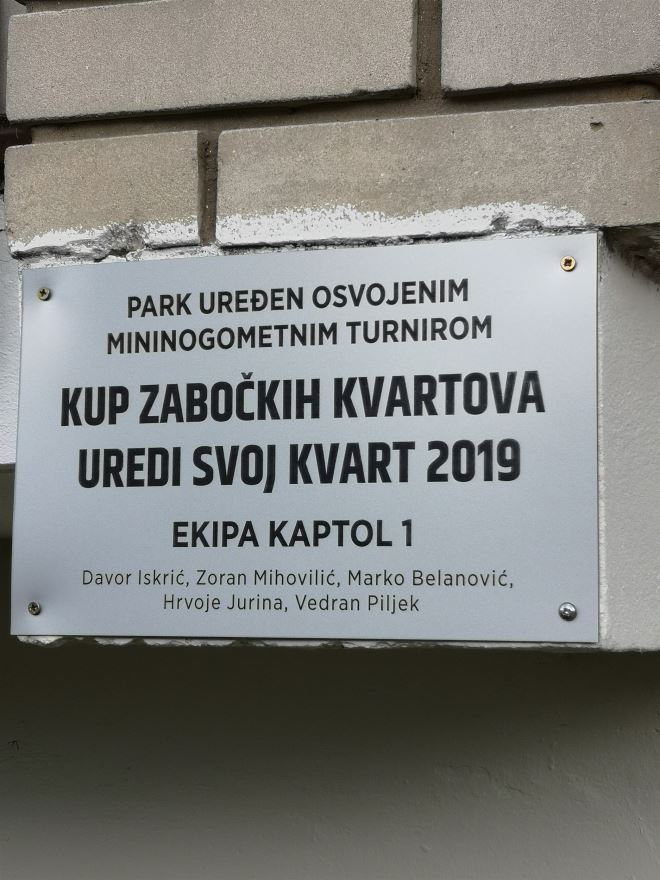 PARK UREĐEN OSVOJENIM
MININOGOMETNIM TURNIROM
KUP ZABOČKIH KVARTOVA
UREDI SVOJ KVART 2019
EKIPA KAPTOL 1
Davor Iskrić, Zoran Mihovilić, Marko Belanović,
Hrvoje Jurina, Vedran Piljek